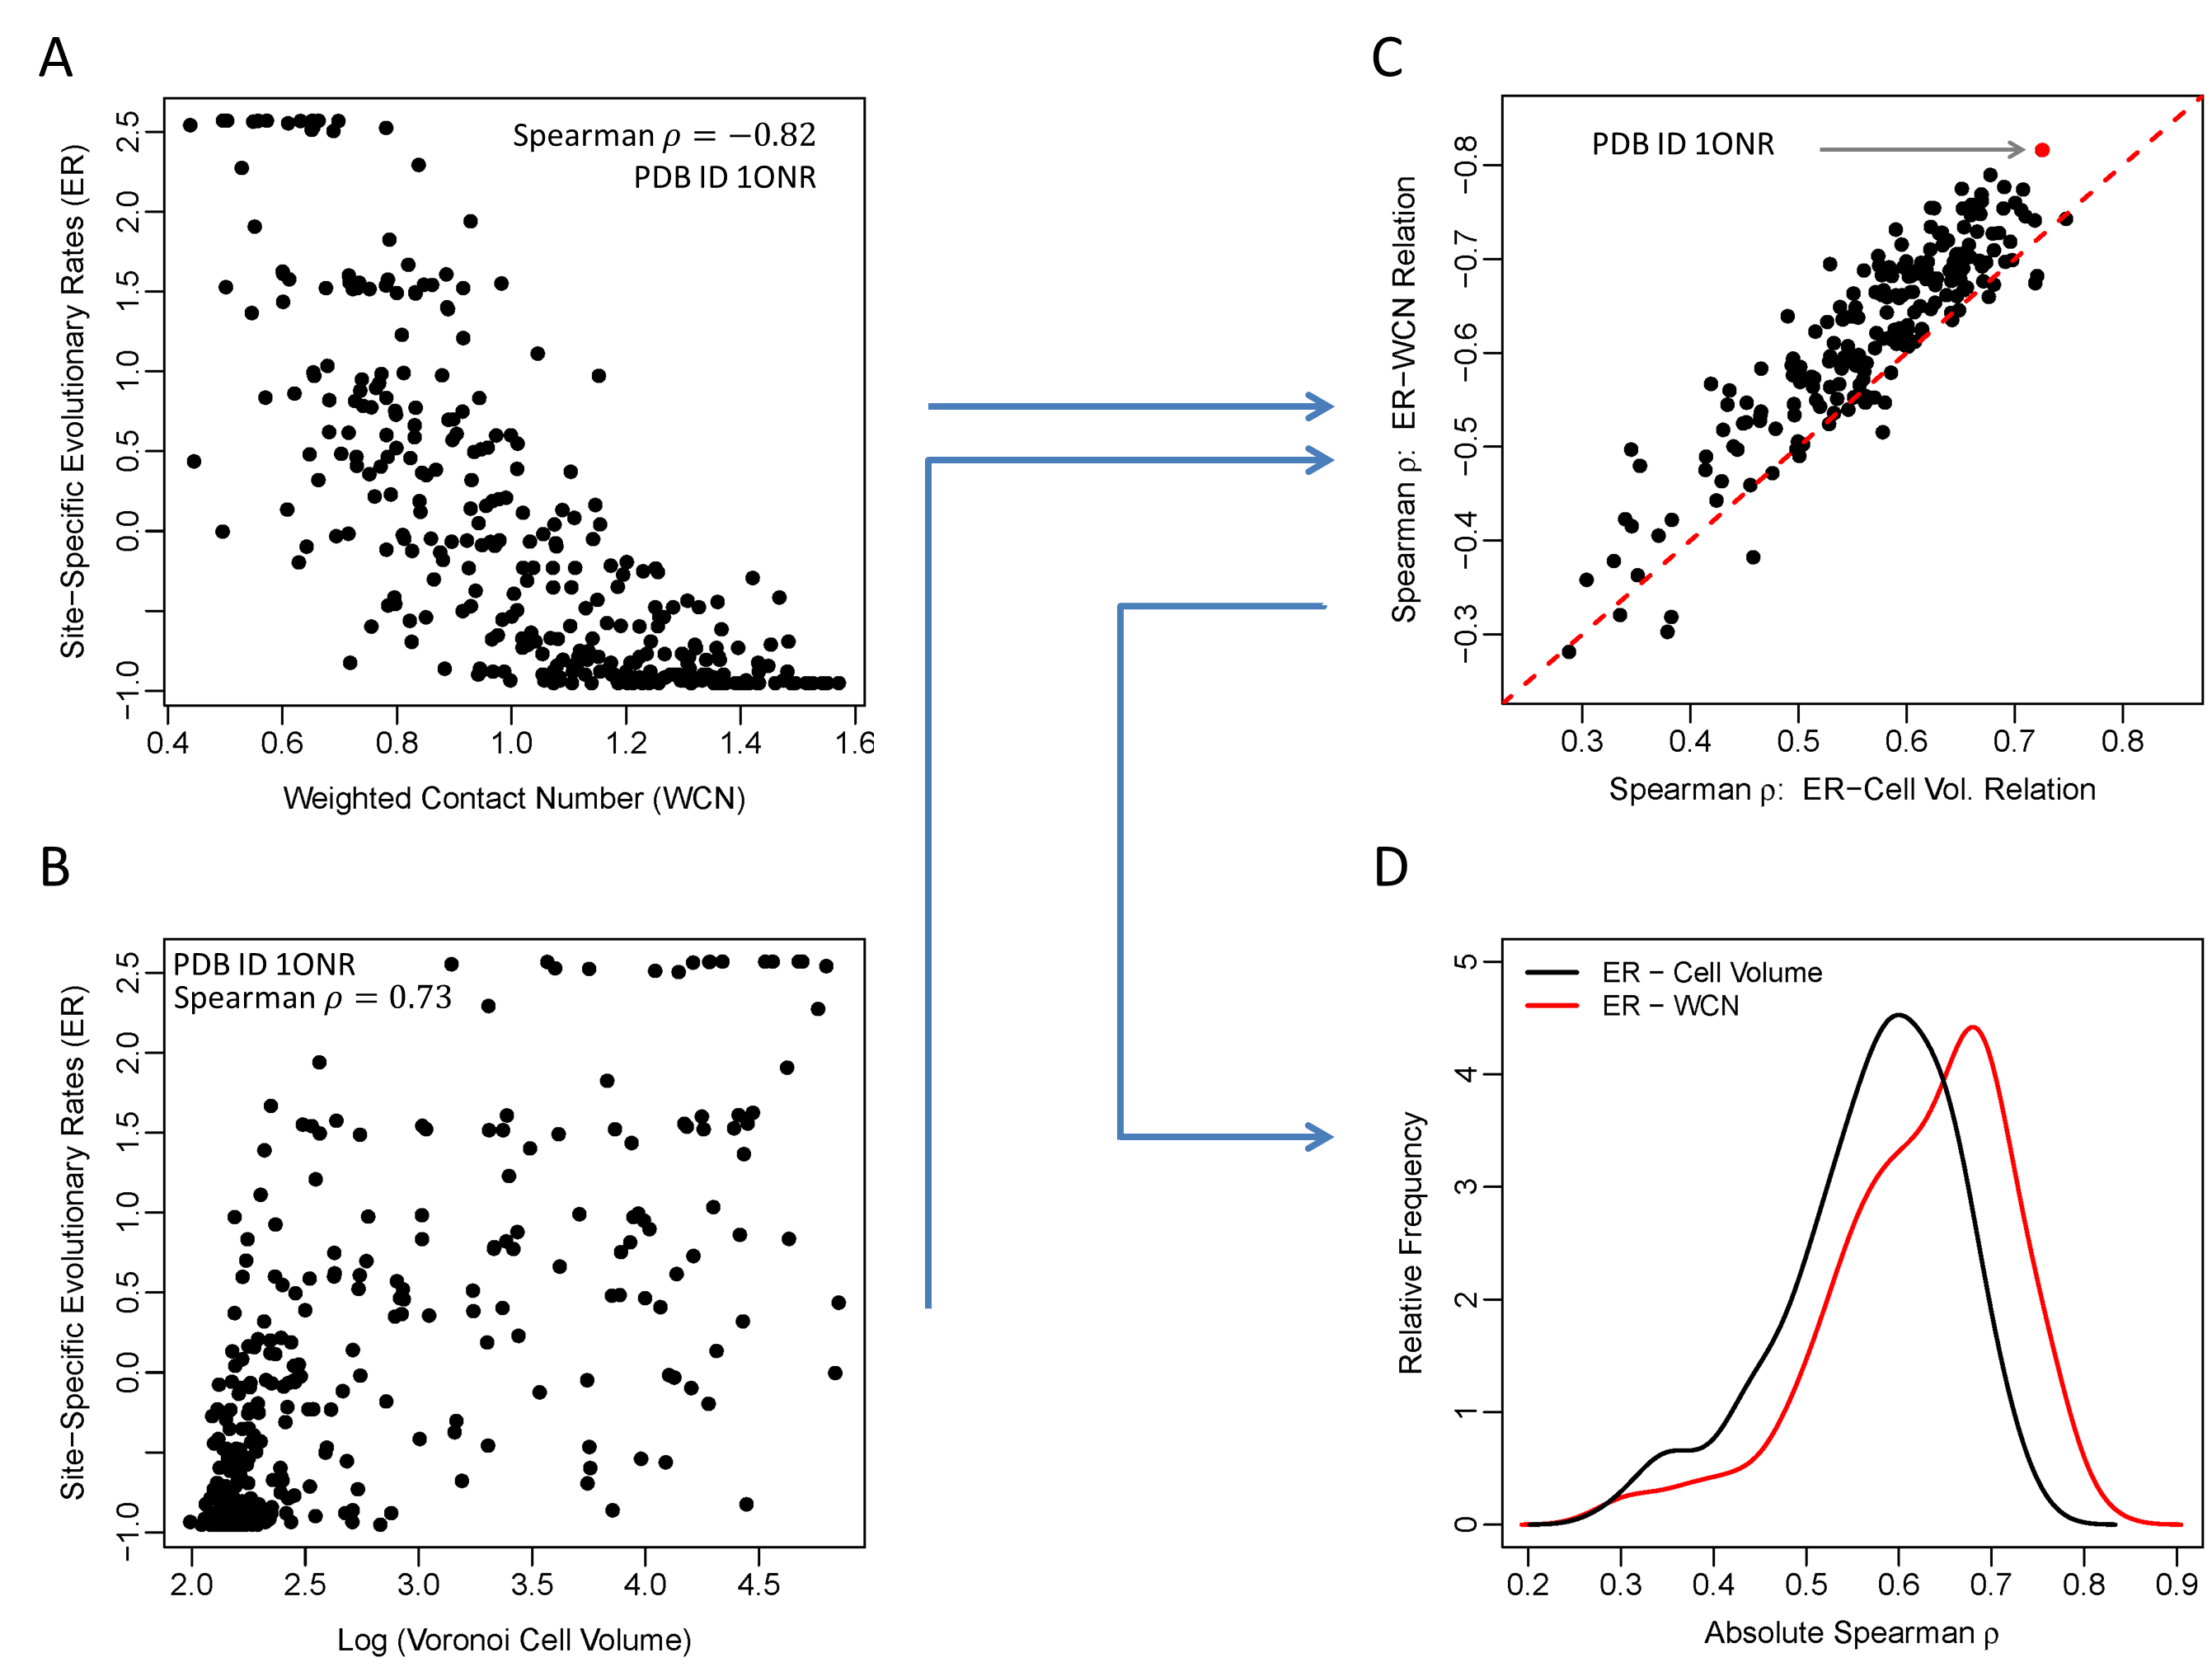 A
Site−Specific Evolutionary Rates (ER)
2.5
2.0
1.5
1.0
0.5
0.0
−1.0
Spearman ρ = −0.82
PDB ID 1ONR
0.4 0.6 0.8 1.0 1.2 1.4 1.6
Weighted Contact Number (WCN)
B
Site−Specific Evolutionary Rates (ER)
2.5
2.0
1.5
1.0
0.5
0.0
−1.0
PDB ID 1ONR
Spearman ρ = 0.73
2.0 2.5 3.0 3.5 4.0 4.5
Log (Voronoi Cell Volume)
C
Spearman ρ: ER−WCN Relation
−0.8
−0.7
−0.6
−0.5
−0.4
−0.3
PDB ID 1ONR
0.3 0.4 0.5 0.6 0.7 0.8
Spearman ρ: ER−Cell Vol. Relation
D
Relative Frequency
5
4
3
2
1
0
ER − Cell Volume
ER − WCN
0.2 0.3 0.4 0.5 0.6 0.7 0.8 0.9
Absolute Spearman ρ